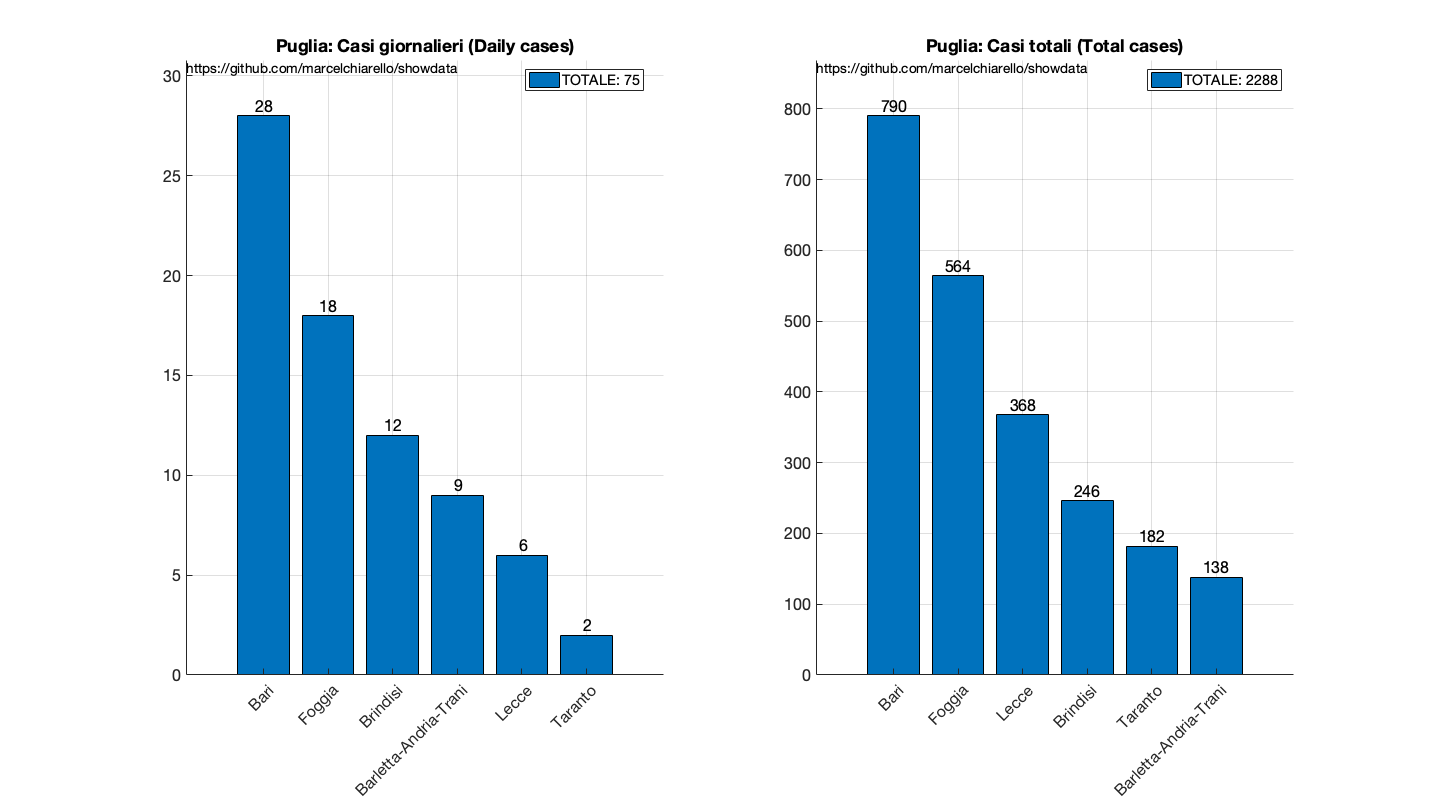 Puglia: Casi giornalieri (Daily cases)
https://github.com/marcelchiarello/showdata
TOTALE: 75
30
25
20
15
10
5
0
28
18
12
9
6
2
Bari
Foggia
Brindisi
Barletta-Andria-Trani
Lecce
Taranto
Puglia: Casi totali (Total cases)
https://github.com/marcelchiarello/showdata
TOTALE: 2288
800
700
600
500
400
300
200
100
0
790
564
368
246
182
138
Bari
Foggia
Lecce
Brindisi
Taranto
Barletta-Andria-Trani